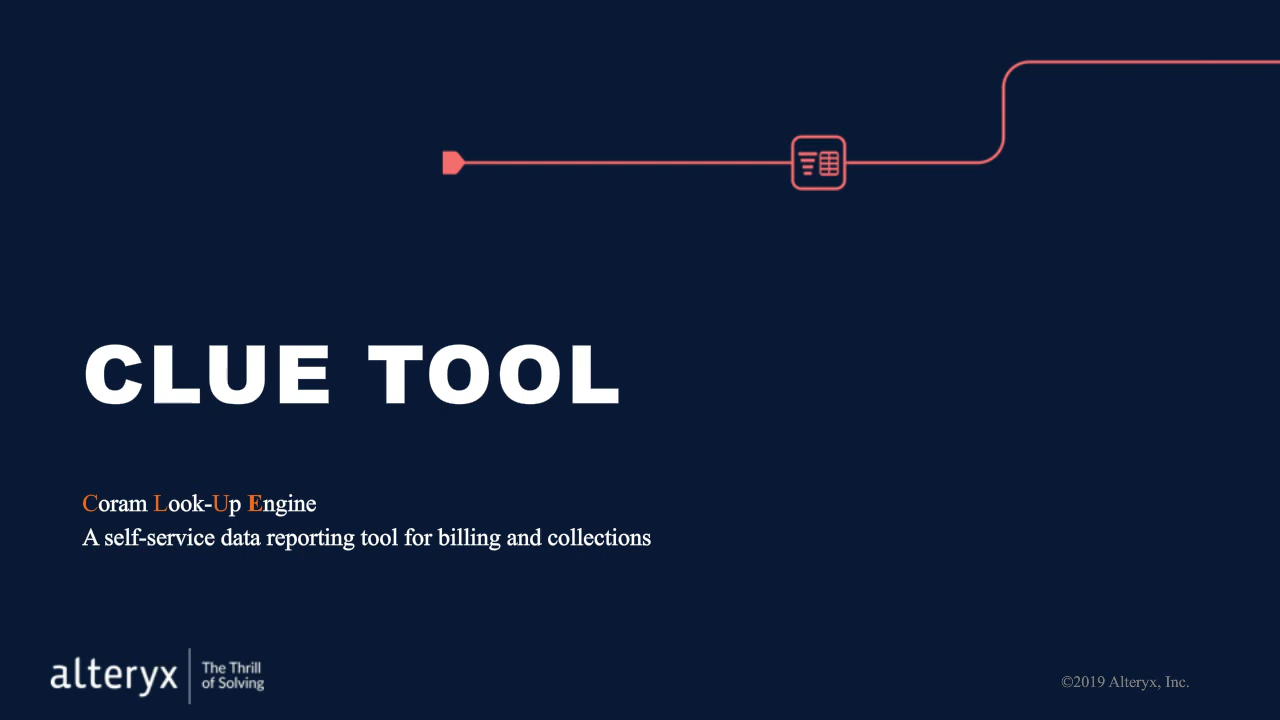 CLUE TOOL
Coram Look-Up Engine
A self-service data reporting tool for billing and collections
alteryx
The Thrill
of Solving
©2019 Alteryx, Inc.